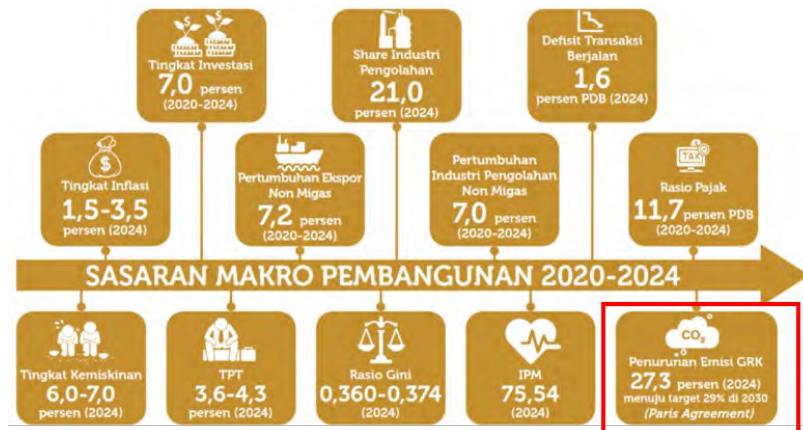 Tingkat Investasi
7,0 persen
(2020-2024)
Share Industri
Pengolahan
21,0
persen (2024)
Defisit Transaksi
Berjalan
1,6
persen PDB (2024)
$
Tingkat Inflasi
1,5-3,5
persen (2024)
Pertumbuhan Ekspor
Non Migas
7,2 persen
(2020-2024)
Pertumbuhan
Industri Pengolahan
Non Migas
7,0 persen
(2020-2024)
TAX
Rasio Pajak
11,7 persen PDB
(2020-2024)
SASARAN MAKRO PEMBANGUNAN 2020-2024
Tingkat Kemiskinan
6,0-7,0
persen (2024)
TPT
3,6-4,3
persen (2024)
Rasio Gini
0,360-0,374
(2024)
IPM
75,54
(2024)
CO₂
Penurunan Emisi GRK
27,3 persen (2024)
menuju target 29% di 2030
(Paris Agreement)